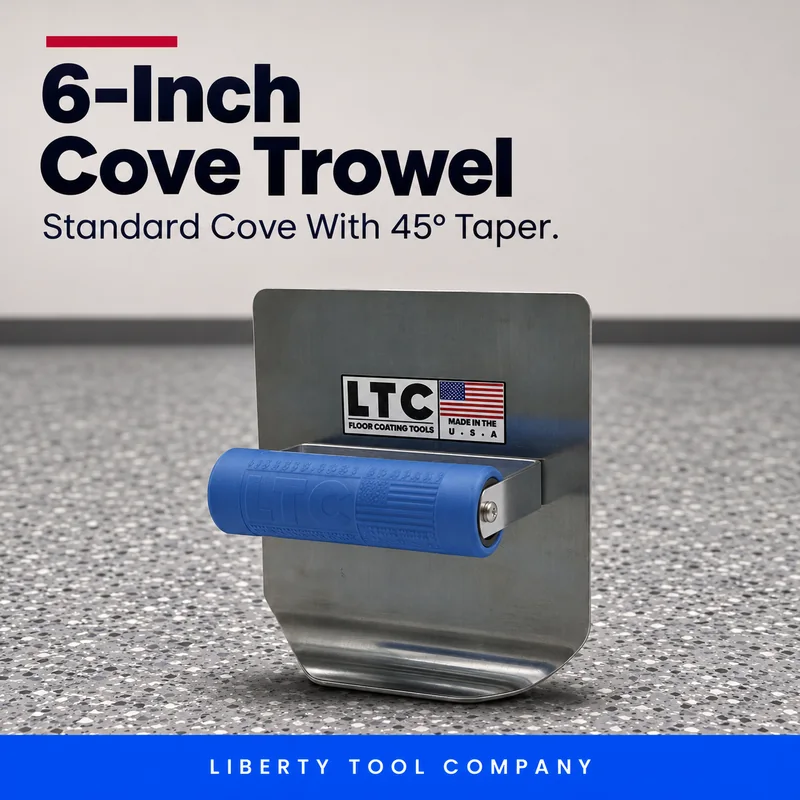 6-Inch
Cove Trowel
Standard Cove With 45° Taper.
LTC
FLOOR COATING TOOLS
MADE IN THE
U.S.A
LTC
LIBERTY TOOL COMPANY